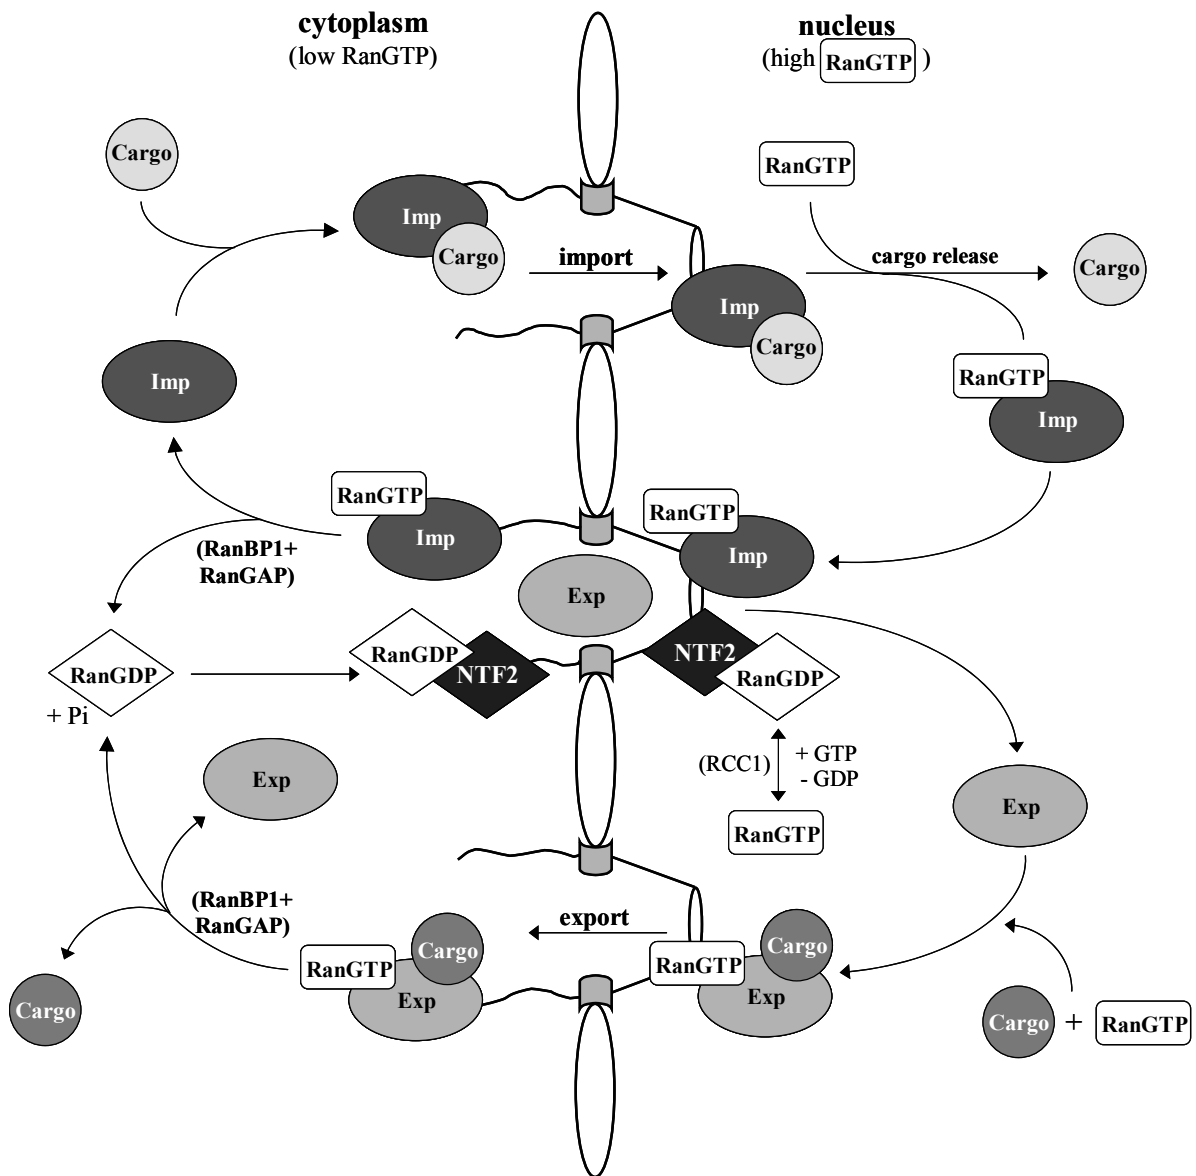 cytoplasm
(low RanGTP)
nucleus
(high RanGTP )
Cargo
RanGTP
Imp
Cargo
import
cargo release
Cargo
Imp
Cargo
Imp
RanGTP
Imp
RanGTP
Imp
RanGTP
Imp
(RanBP1+
RanGAP)
Exp
RanGDP
+ Pi
RanGDP
NTF2
NTF2
RanGDP
(RCC1)
+ GTP
- GDP
RanGTP
Exp
Exp
(RanBP1+
RanGAP)
export
Cargo
RanGTP
Exp
Cargo
RanGTP
Exp
Cargo
Cargo + RanGTP